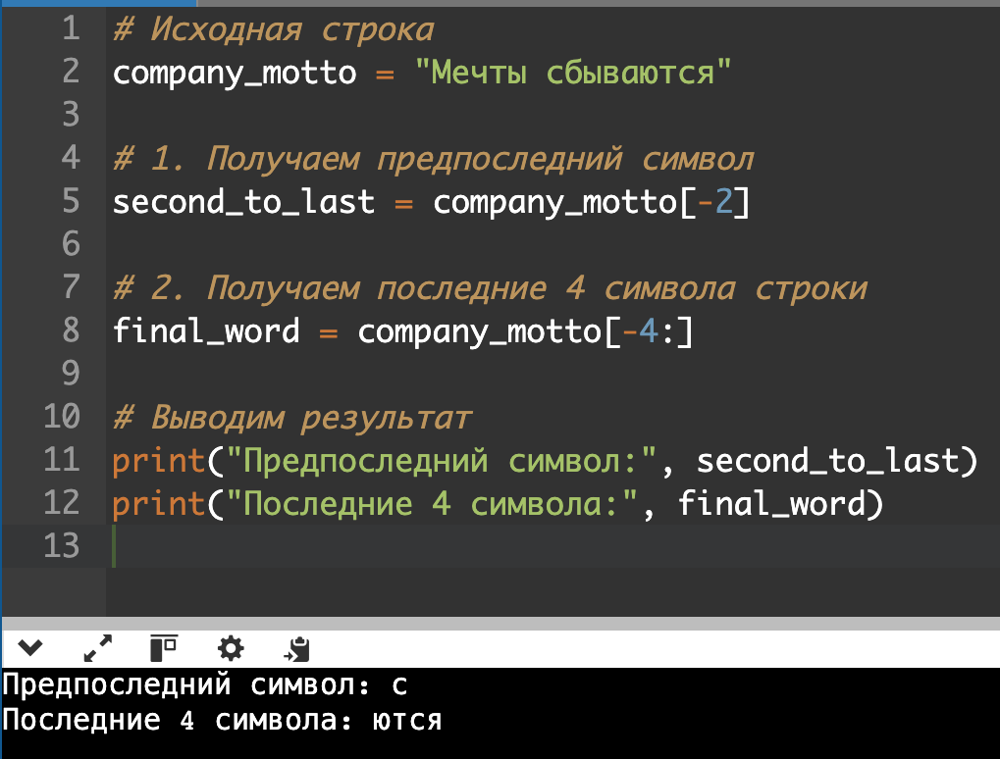 1 # Исходная строка
2 company_motto = "Мечты сбываются"
3
4 # 1. Получаем предпоследний символ
5 second_to_last = company_motto[-2]
6
7 # 2. Получаем последние 4 символа строки
8 final_word = company_motto[-4:]
9
10 # Выводим результат
11 print("Предпоследний символ:", second_to_last)
12 print("Последние 4 символа:", final_word)
13
Предпоследний символ: с
Последние 4 символа: ются